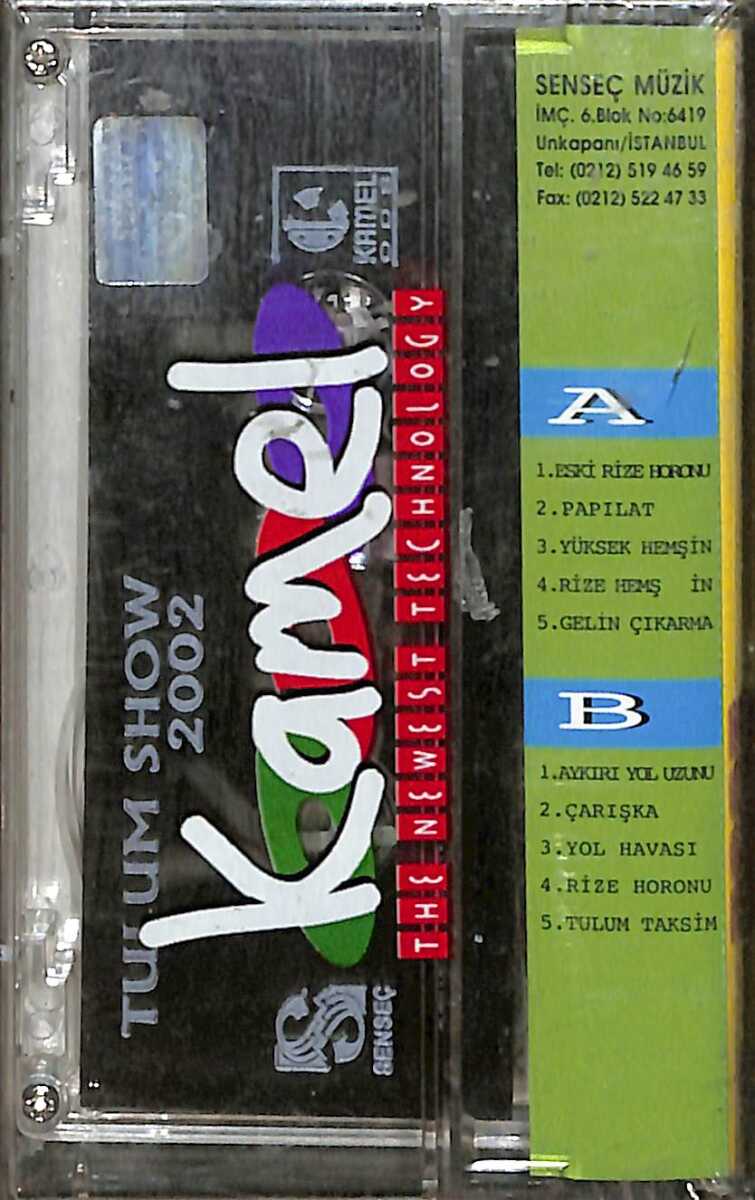 SENSEÇ MÜZİK
İMÇ. 6.Blok No:6419
Unkapanı/İSTANBUL
Tel: (0212) 519 46 59
Fax: (0212) 522 47 33
A
1.ESKİ RİZE HORONU
2.PAPILAT
3.YÜKSEK HEMŞİN
4.RİZE HEMŞ İN
5.GELİN ÇIKARMA
B
1.AYKIRI YOL UZUNU
2.ÇARIŞKA
3.YOL HAVASI
4.RİZE HORONU
5.TULUM TAKSİM
TULUM SHOW
2002
Kamel
THE NEWEST TECHNOLOGY
KAMEL
SENSEÇ